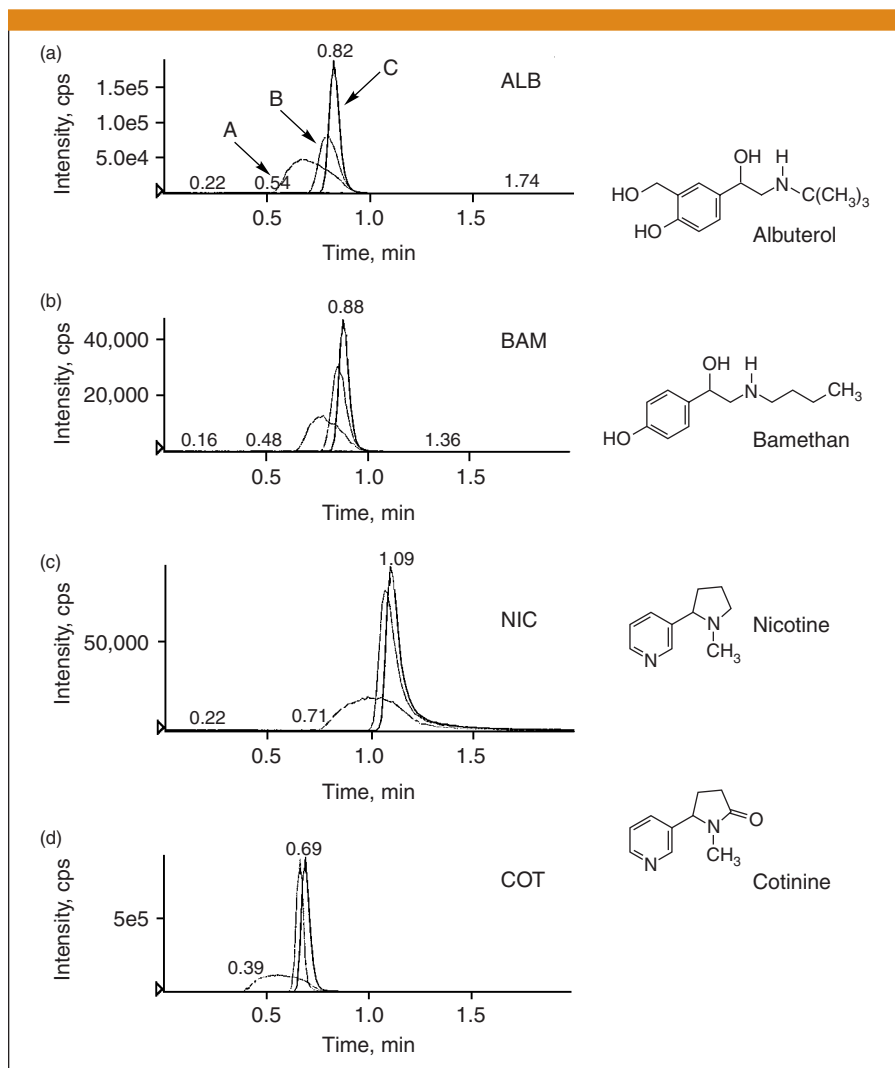 (a)
0.82
C
ALB
B
A
Intensity, cps
1.5e5
1.0e5
5.0e4
0.22
0.54
1.74
0.5
1.0
1.5
Time, min
OH
H
HO
N
C(CH3)3
HO
Albuterol
(b)
0.88
BAM
Intensity, cps
40,000
20,000
0.16
0.48
1.36
0.5
1.0
1.5
Time, min
OH
H
N
CH3
HO
Bamethan
(c)
1.09
NIC
Intensity, cps
50,000
0.22
0.71
0.5
1.0
1.5
Time, min
N
N
CH3
Nicotine
(d)
0.69
COT
Intensity, cps
5e5
0.39
0.5
1.0
1.5
Time, min
N
O
N
CH3
Cotinine